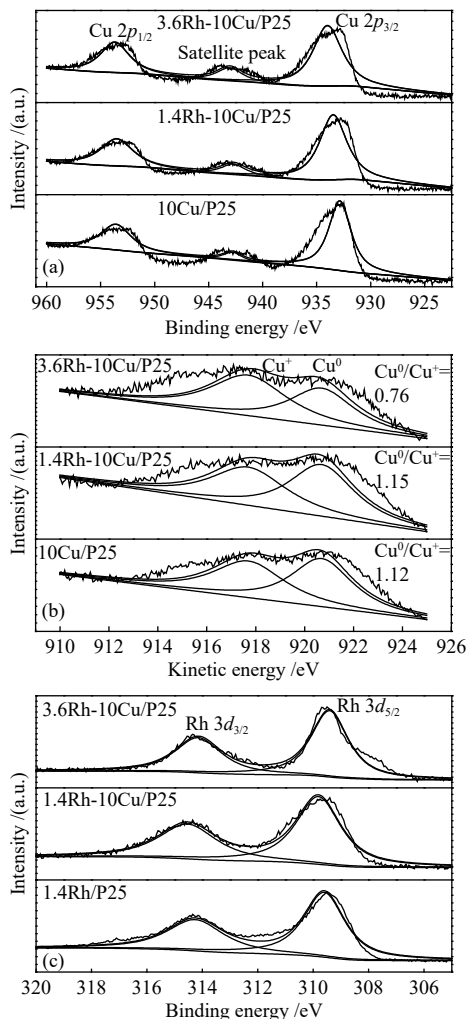 Cu 2p1/2
3.6Rh-10Cu/P25
Cu 2p3/2
Satellite peak
1.4Rh-10Cu/P25
10Cu/P25
(a)
Intensity /(a.u.)
960 955 950 945 940 935 930 925
Binding energy /eV
3.6Rh-10Cu/P25
Cu+ Cu0
Cu0/Cu+=
0.76
1.4Rh-10Cu/P25
Cu0/Cu+=
1.15
10Cu/P25
Cu0/Cu+=
1.12
(b)
Intensity /(a.u.)
910 912 914 916 918 920 922 924 926
Kinetic energy /eV
3.6Rh-10Cu/P25
Rh 3d3/2
Rh 3d5/2
1.4Rh-10Cu/P25
1.4Rh/P25
(c)
Intensity /(a.u.)
320 318 316 314 312 310 308 306
Binding energy /eV